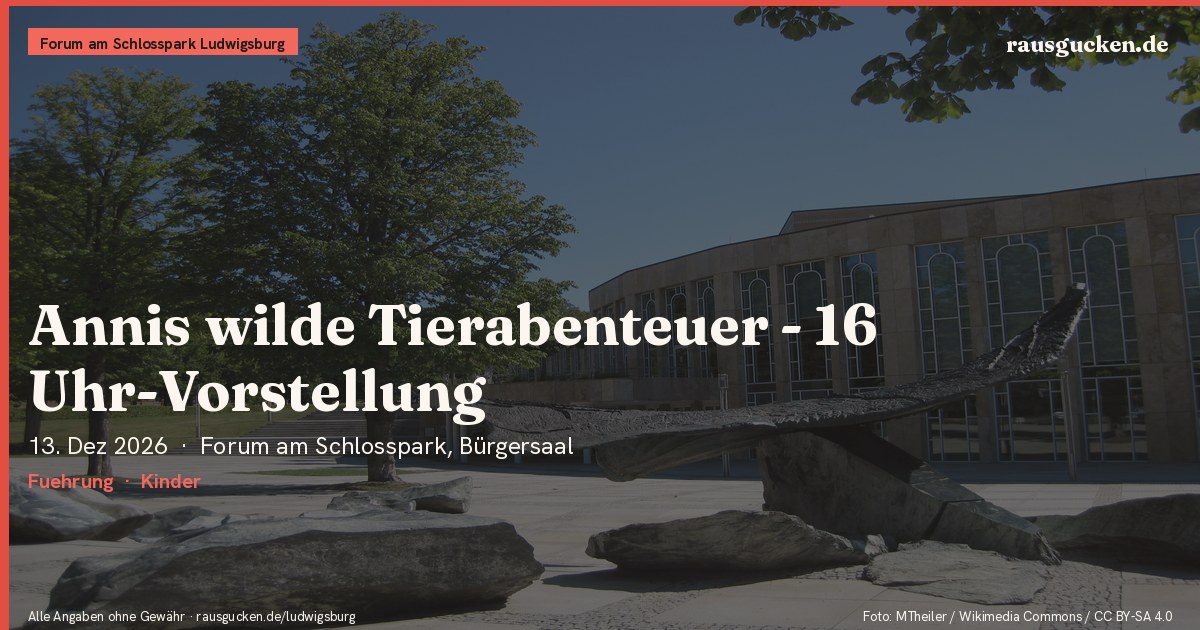 Forum am Schlosspark Ludwigsburg
rausgucken.de
Annis wilde Tierabenteuer - 16
Uhr-Vorstellung
13. Dez 2026 · Forum am Schlosspark, Bürgersaal
Fuehrung · Kinder
Alle Angaben ohne Gewähr · rausgucken.de/ludwigsburg
Foto: MTheiler / Wikimedia Commons / CC BY-SA 4.0